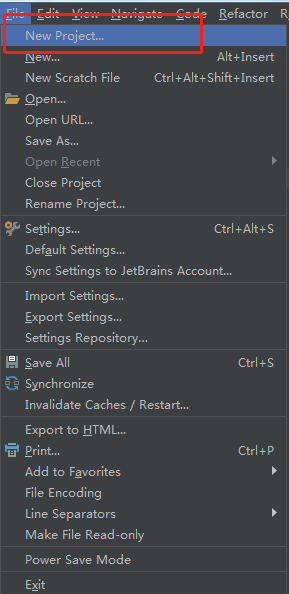 File Edit View Navigate Code Refactor R
New Project...
New... Alt+Insert
New Scratch File Ctrl+Alt+Shift+Insert
Open...
Open URL...
Save As...
Open Recent
Close Project
Rename Project...
Settings... Ctrl+Alt+S
Default Settings...
Sync Settings to JetBrains Account...
Import Settings...
Export Settings...
Settings Repository...
Save All Ctrl+S
Synchronize
Invalidate Caches / Restart...
Export to HTML...
Print... Ctrl+P
Add to Favorites
File Encoding
Line Separators
Make File Read-only
Power Save Mode
Exit